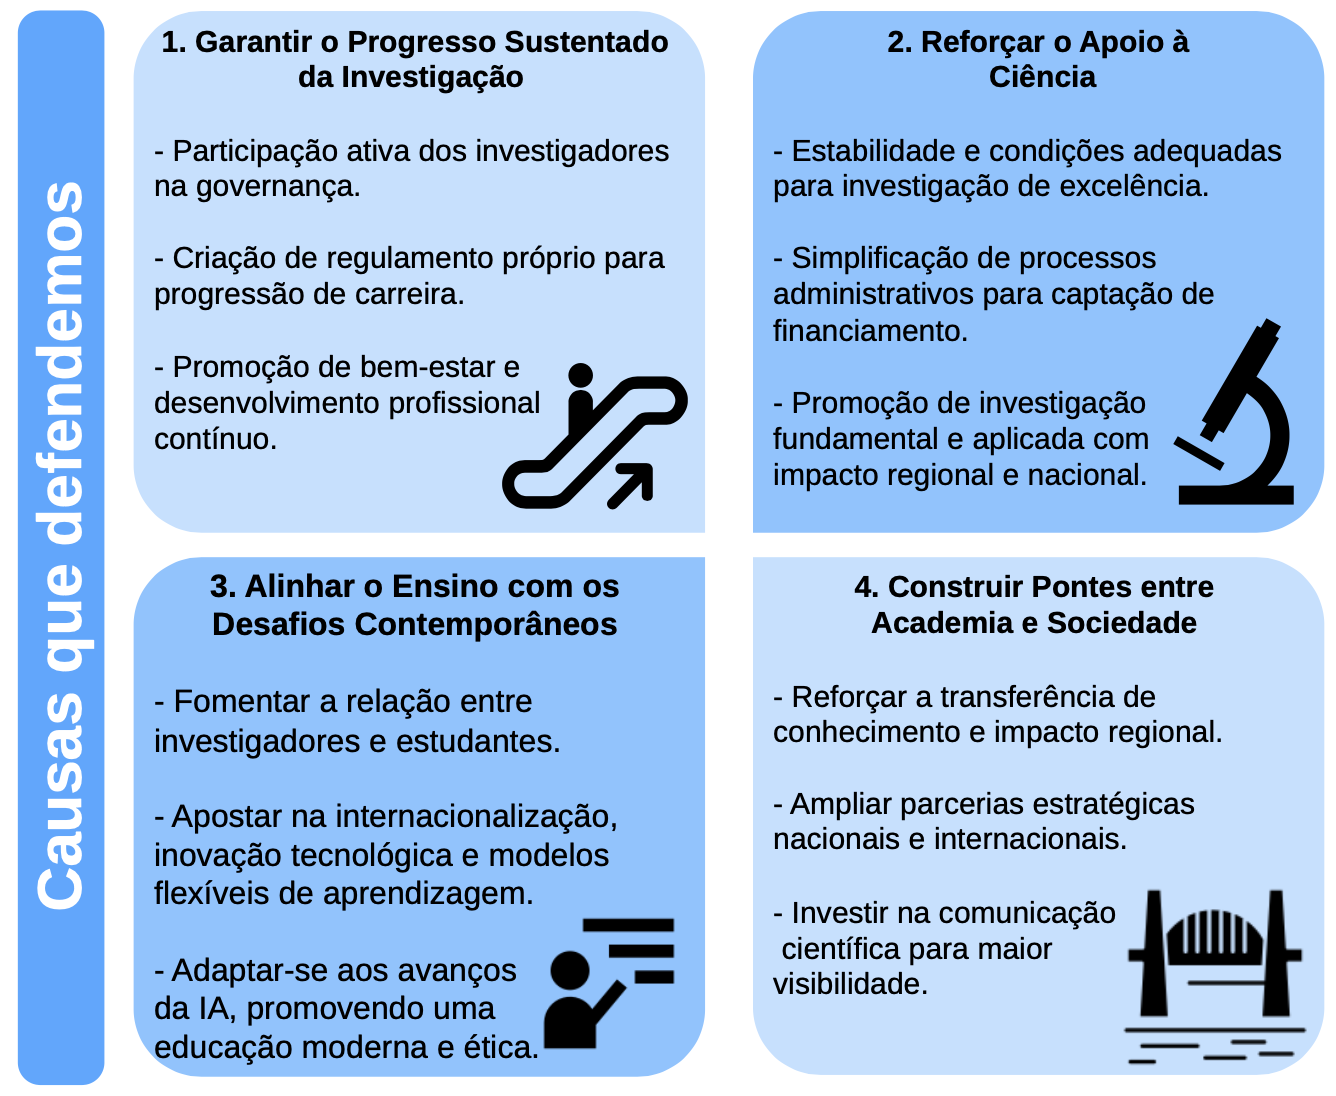 Causas que defendemos
1. Garantir o Progresso Sustentado
da Investigação
- Participação ativa dos investigadores
na governança.
- Criação de regulamento próprio para
progressão de carreira.
- Promoção de bem-estar e
desenvolvimento profissional
contínuo.
2. Reforçar o Apoio à
Ciência
- Estabilidade e condições adequadas
para investigação de excelência.
- Simplificação de processos
administrativos para captação de
financiamento.
- Promoção de investigação
fundamental e aplicada com
impacto regional e nacional.
3. Alinhar o Ensino com os
Desafios Contemporâneos
- Fomentar a relação entre
investigadores e estudantes.
- Apostar na internacionalização,
inovação tecnológica e modelos
flexíveis de aprendizagem.
- Adaptar-se aos avanços
da IA, promovendo uma
educação moderna e ética.
4. Construir Pontes entre
Academia e Sociedade
- Reforçar a transferência de
conhecimento e impacto regional.
- Ampliar parcerias estratégicas
nacionais e internacionais.
- Investir na comunicação
científica para maior
visibilidade.